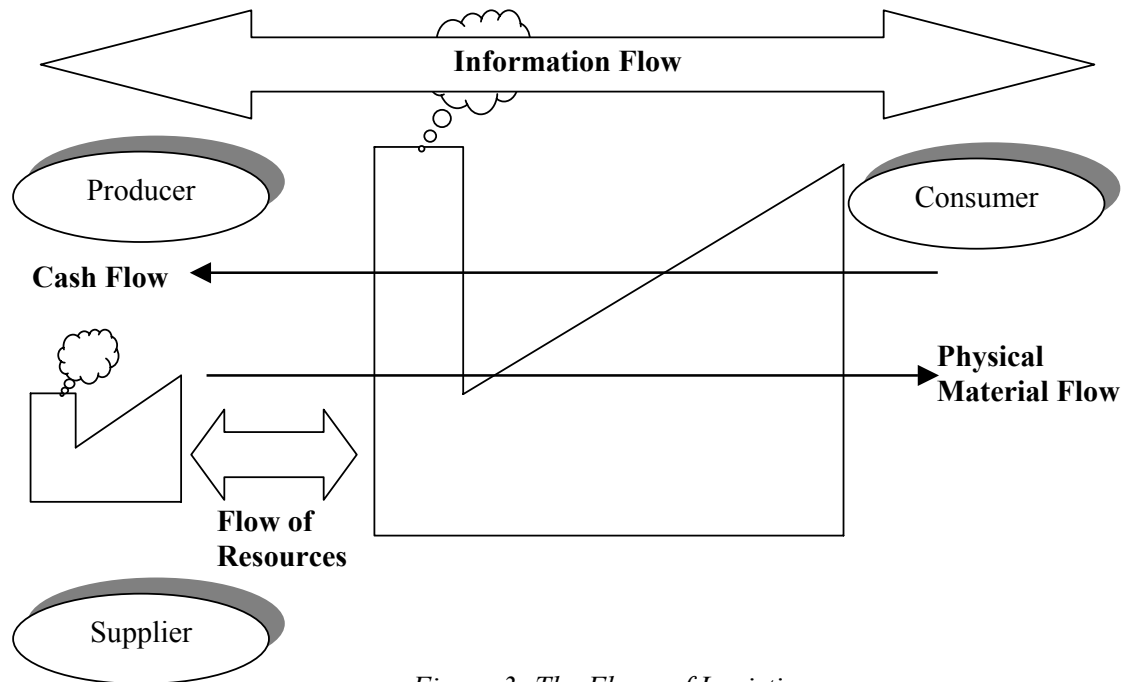 Information Flow
Producer
Consumer
Cash Flow
Physical
Material Flow
Flow of
Resources
Supplier